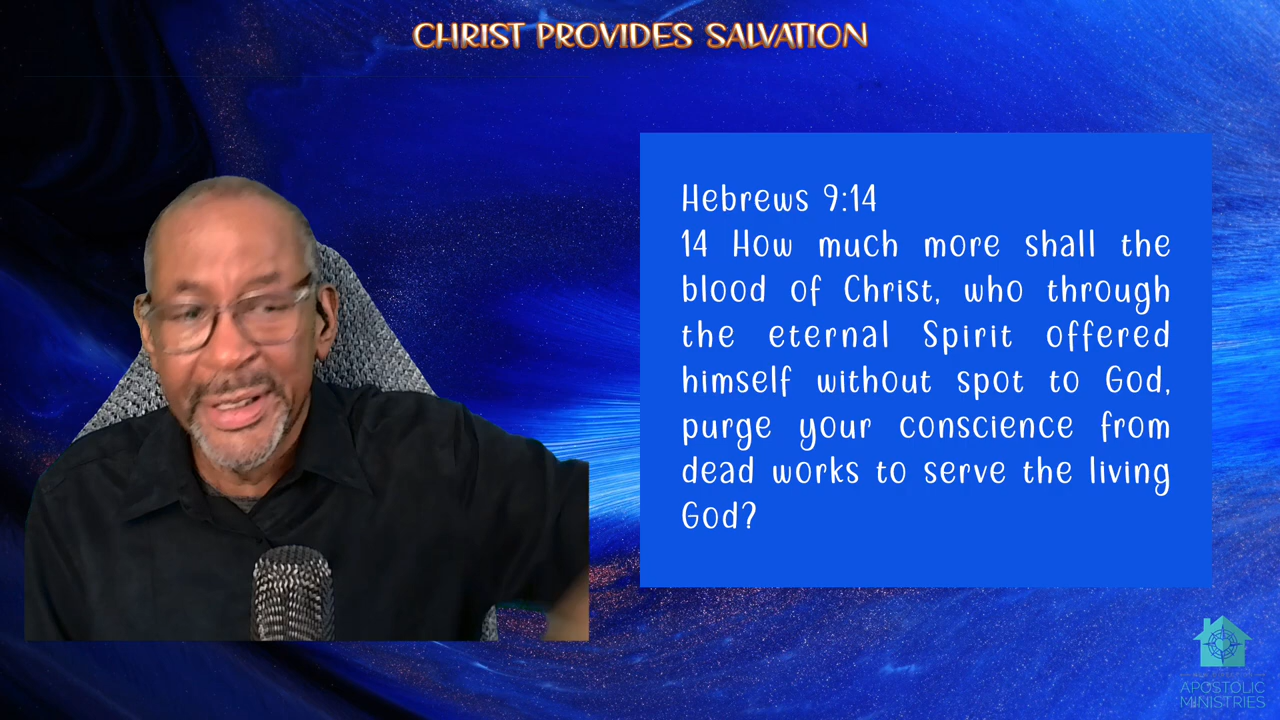 CHRIST PROVIDES SALVATION
Hebrews 9:14
14 How much more shall the
blood of Christ, who through
the eternal Spirit offered
himself without spot to God,
purge your conscience from
dead works to serve the living
God?
APOSTOLIC
MINISTRIES